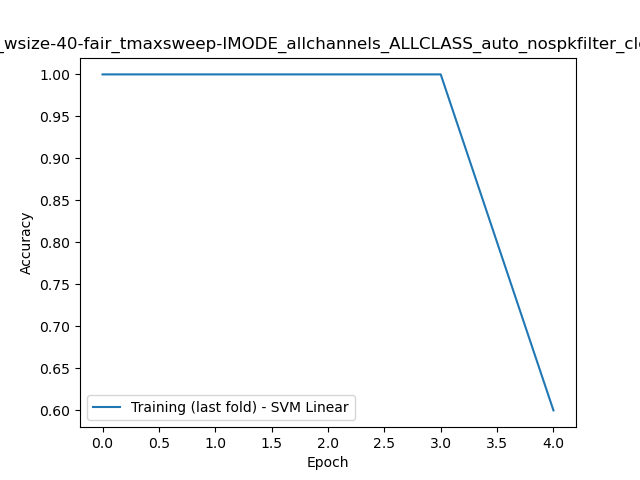 _wsize-40-fair_tmaxsweep-IMODE_allchannels_ALLCLASS_auto_nospkfilter_cl
1.00
0.95
0.90
0.85
0.80
0.75
0.70
0.65
0.60
Accuracy
Training (last fold) - SVM Linear
0.0 0.5 1.0 1.5 2.0 2.5 3.0 3.5 4.0
Epoch